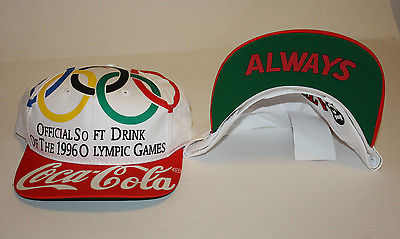 OFFICIAL SO FT DRINK
OF THE 1996 O LYMPIC GAMES
Coca-Cola
ALWAYS